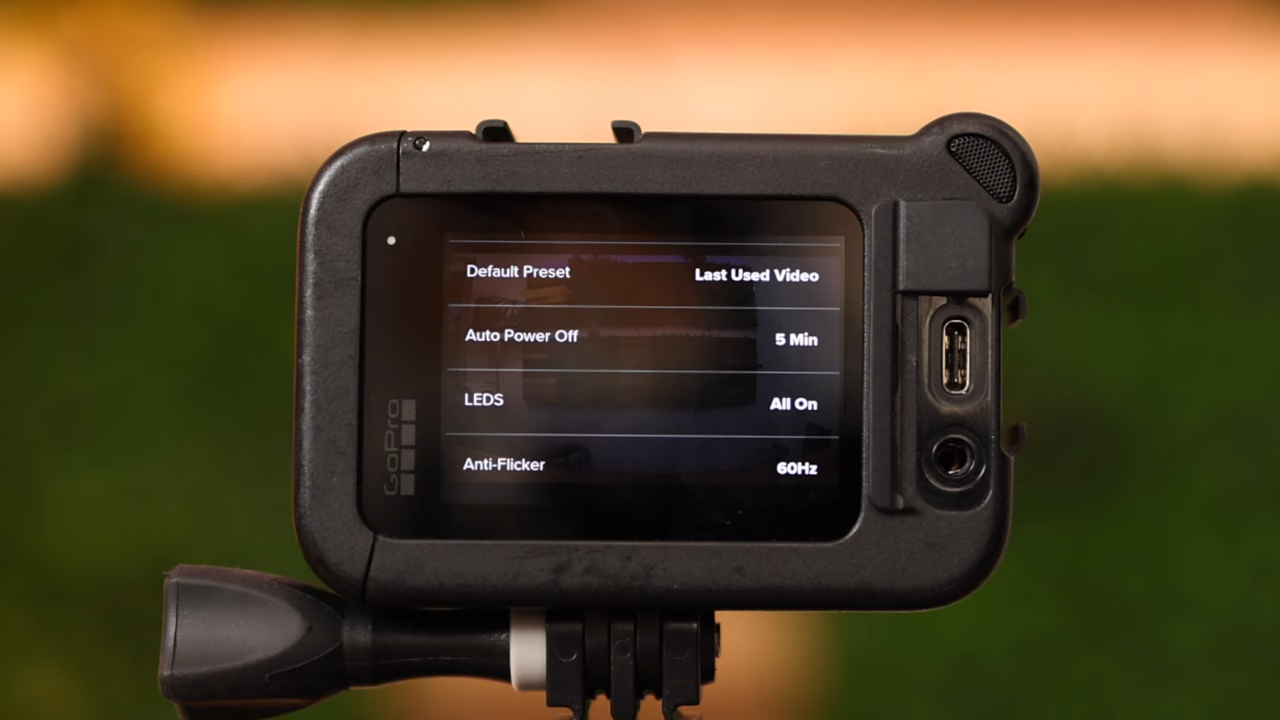 Default Preset Last Used Video
Auto Power Off 5 Min
LEDS All On
Anti-Flicker 60Hz
GoPro